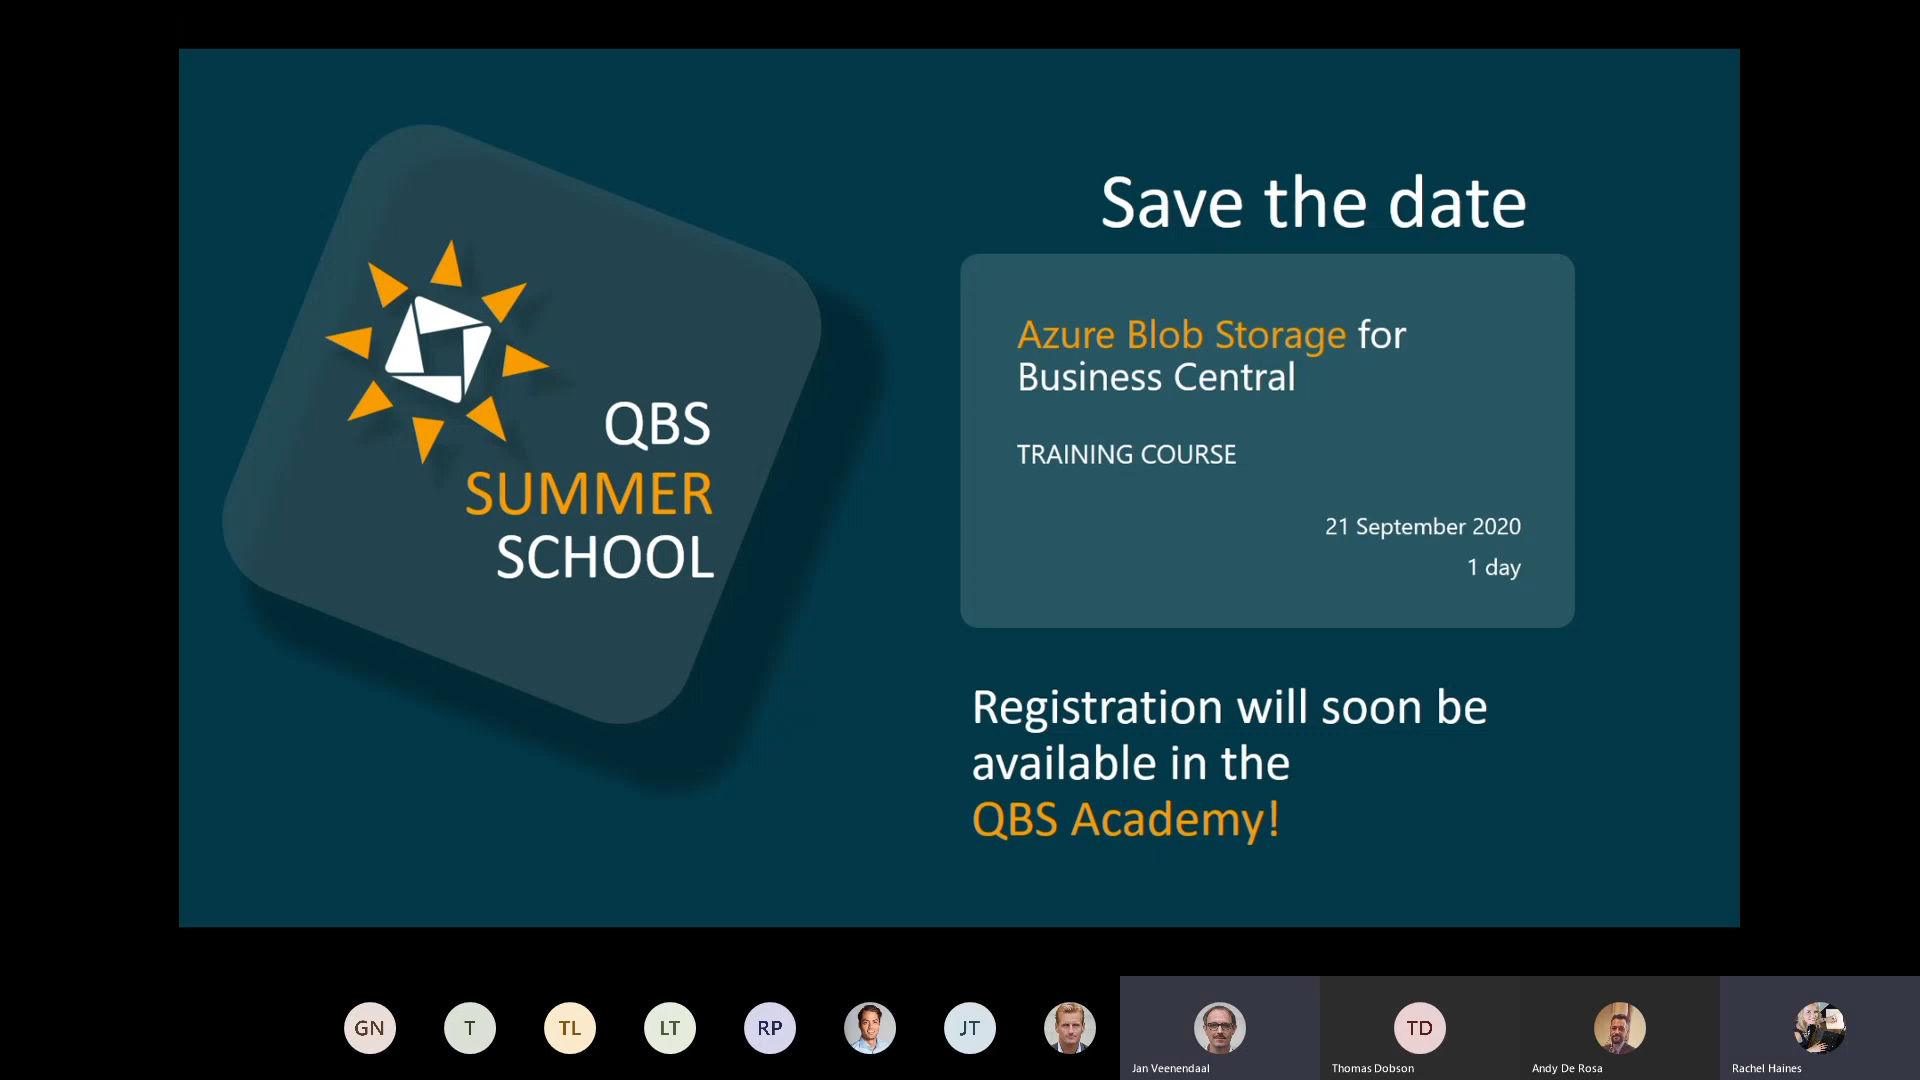 QBS
SUMMER
SCHOOL
Save the date
Azure Blob Storage for
Business Central
TRAINING COURSE
21 September 2020
1 day
Registration will soon be
available in the
QBS Academy!
GN
T
TL
LT
RP
JT
TD
Jan Veenendaal
Thomas Dobson
Andy De Rosa
Rachel Haines